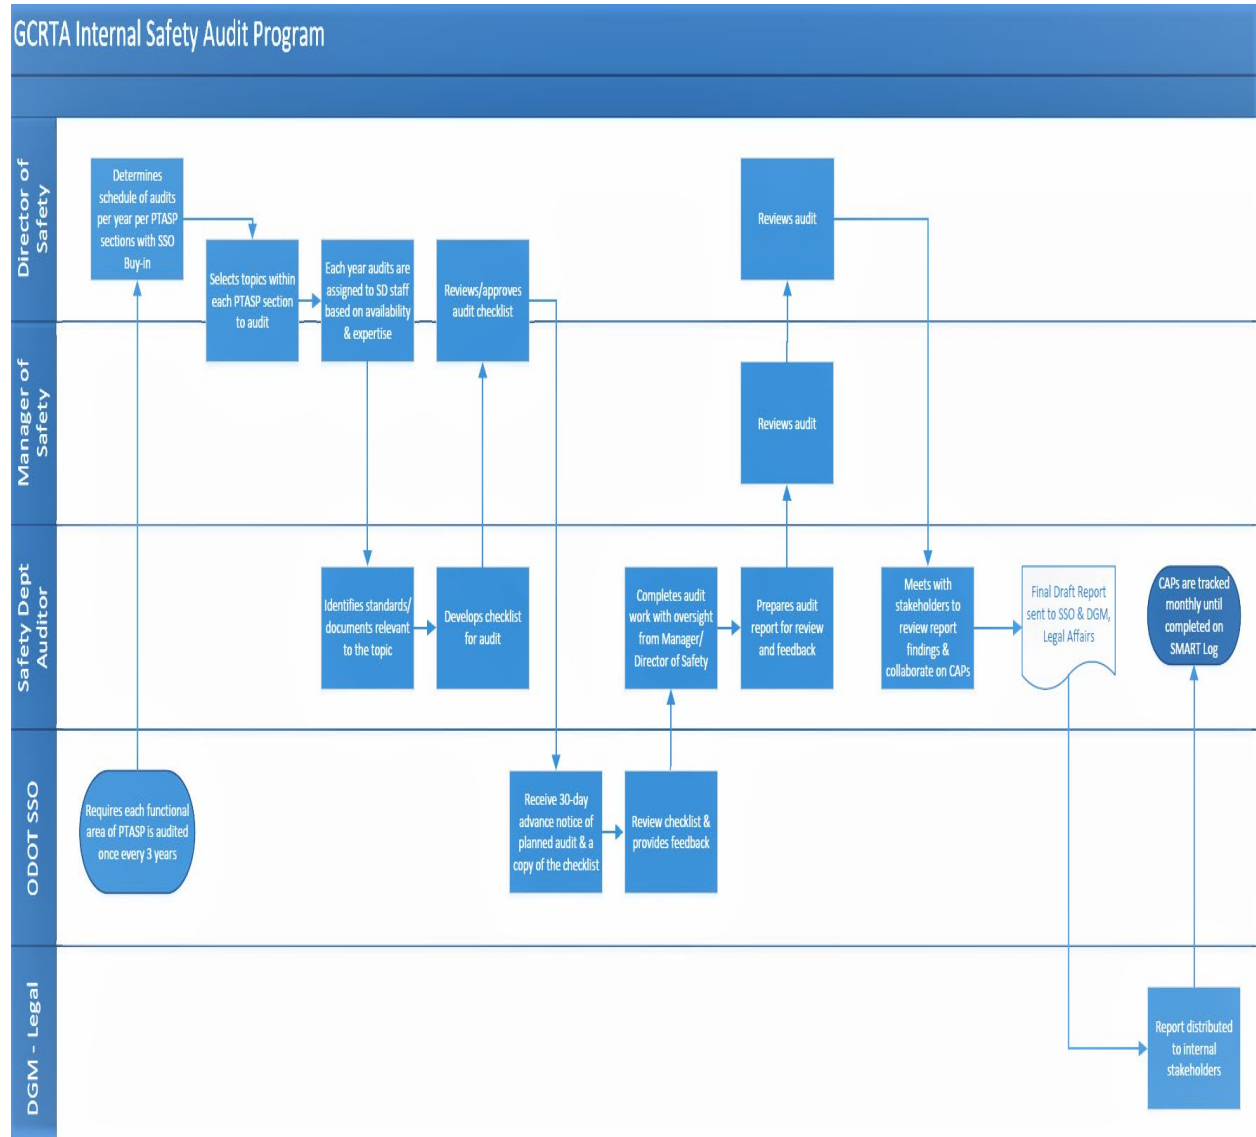 GCRTA Internal Safety Audit Program
Director of
Safety
Determines
schedule of audits
per year per PTASP
sections with SSO
Buy-in
Selects topics within
each PTASP section
to audit
Each year audits are
assigned to SD staff
based on availability
& expertise
Reviews/approves
audit checklist
Reviews audit
Manager of
Safety
Reviews audit
Safety Dept
Auditor
Identifies standards/
documents relevant
to the topic
Develops checklist
for audit
Completes audit
work with oversight
from Manager/
Director of Safety
Prepares audit
report for review
and feedback
Meets with
stakeholders to
review report
findings &
collaborate on CAPs
Final Draft Report
sent to SSO & DGM,
Legal Affairs
CAPs are tracked
monthly until
completed on
SMART Log
ODOT SSO
Requires each functional
area of PTASP is audited
once every 3 years
Receive 30-day
advance notice of
planned audit & a
copy of the checklist
Review checklist &
provides feedback
DGM - Legal
Report distributed
to internal
stakeholders